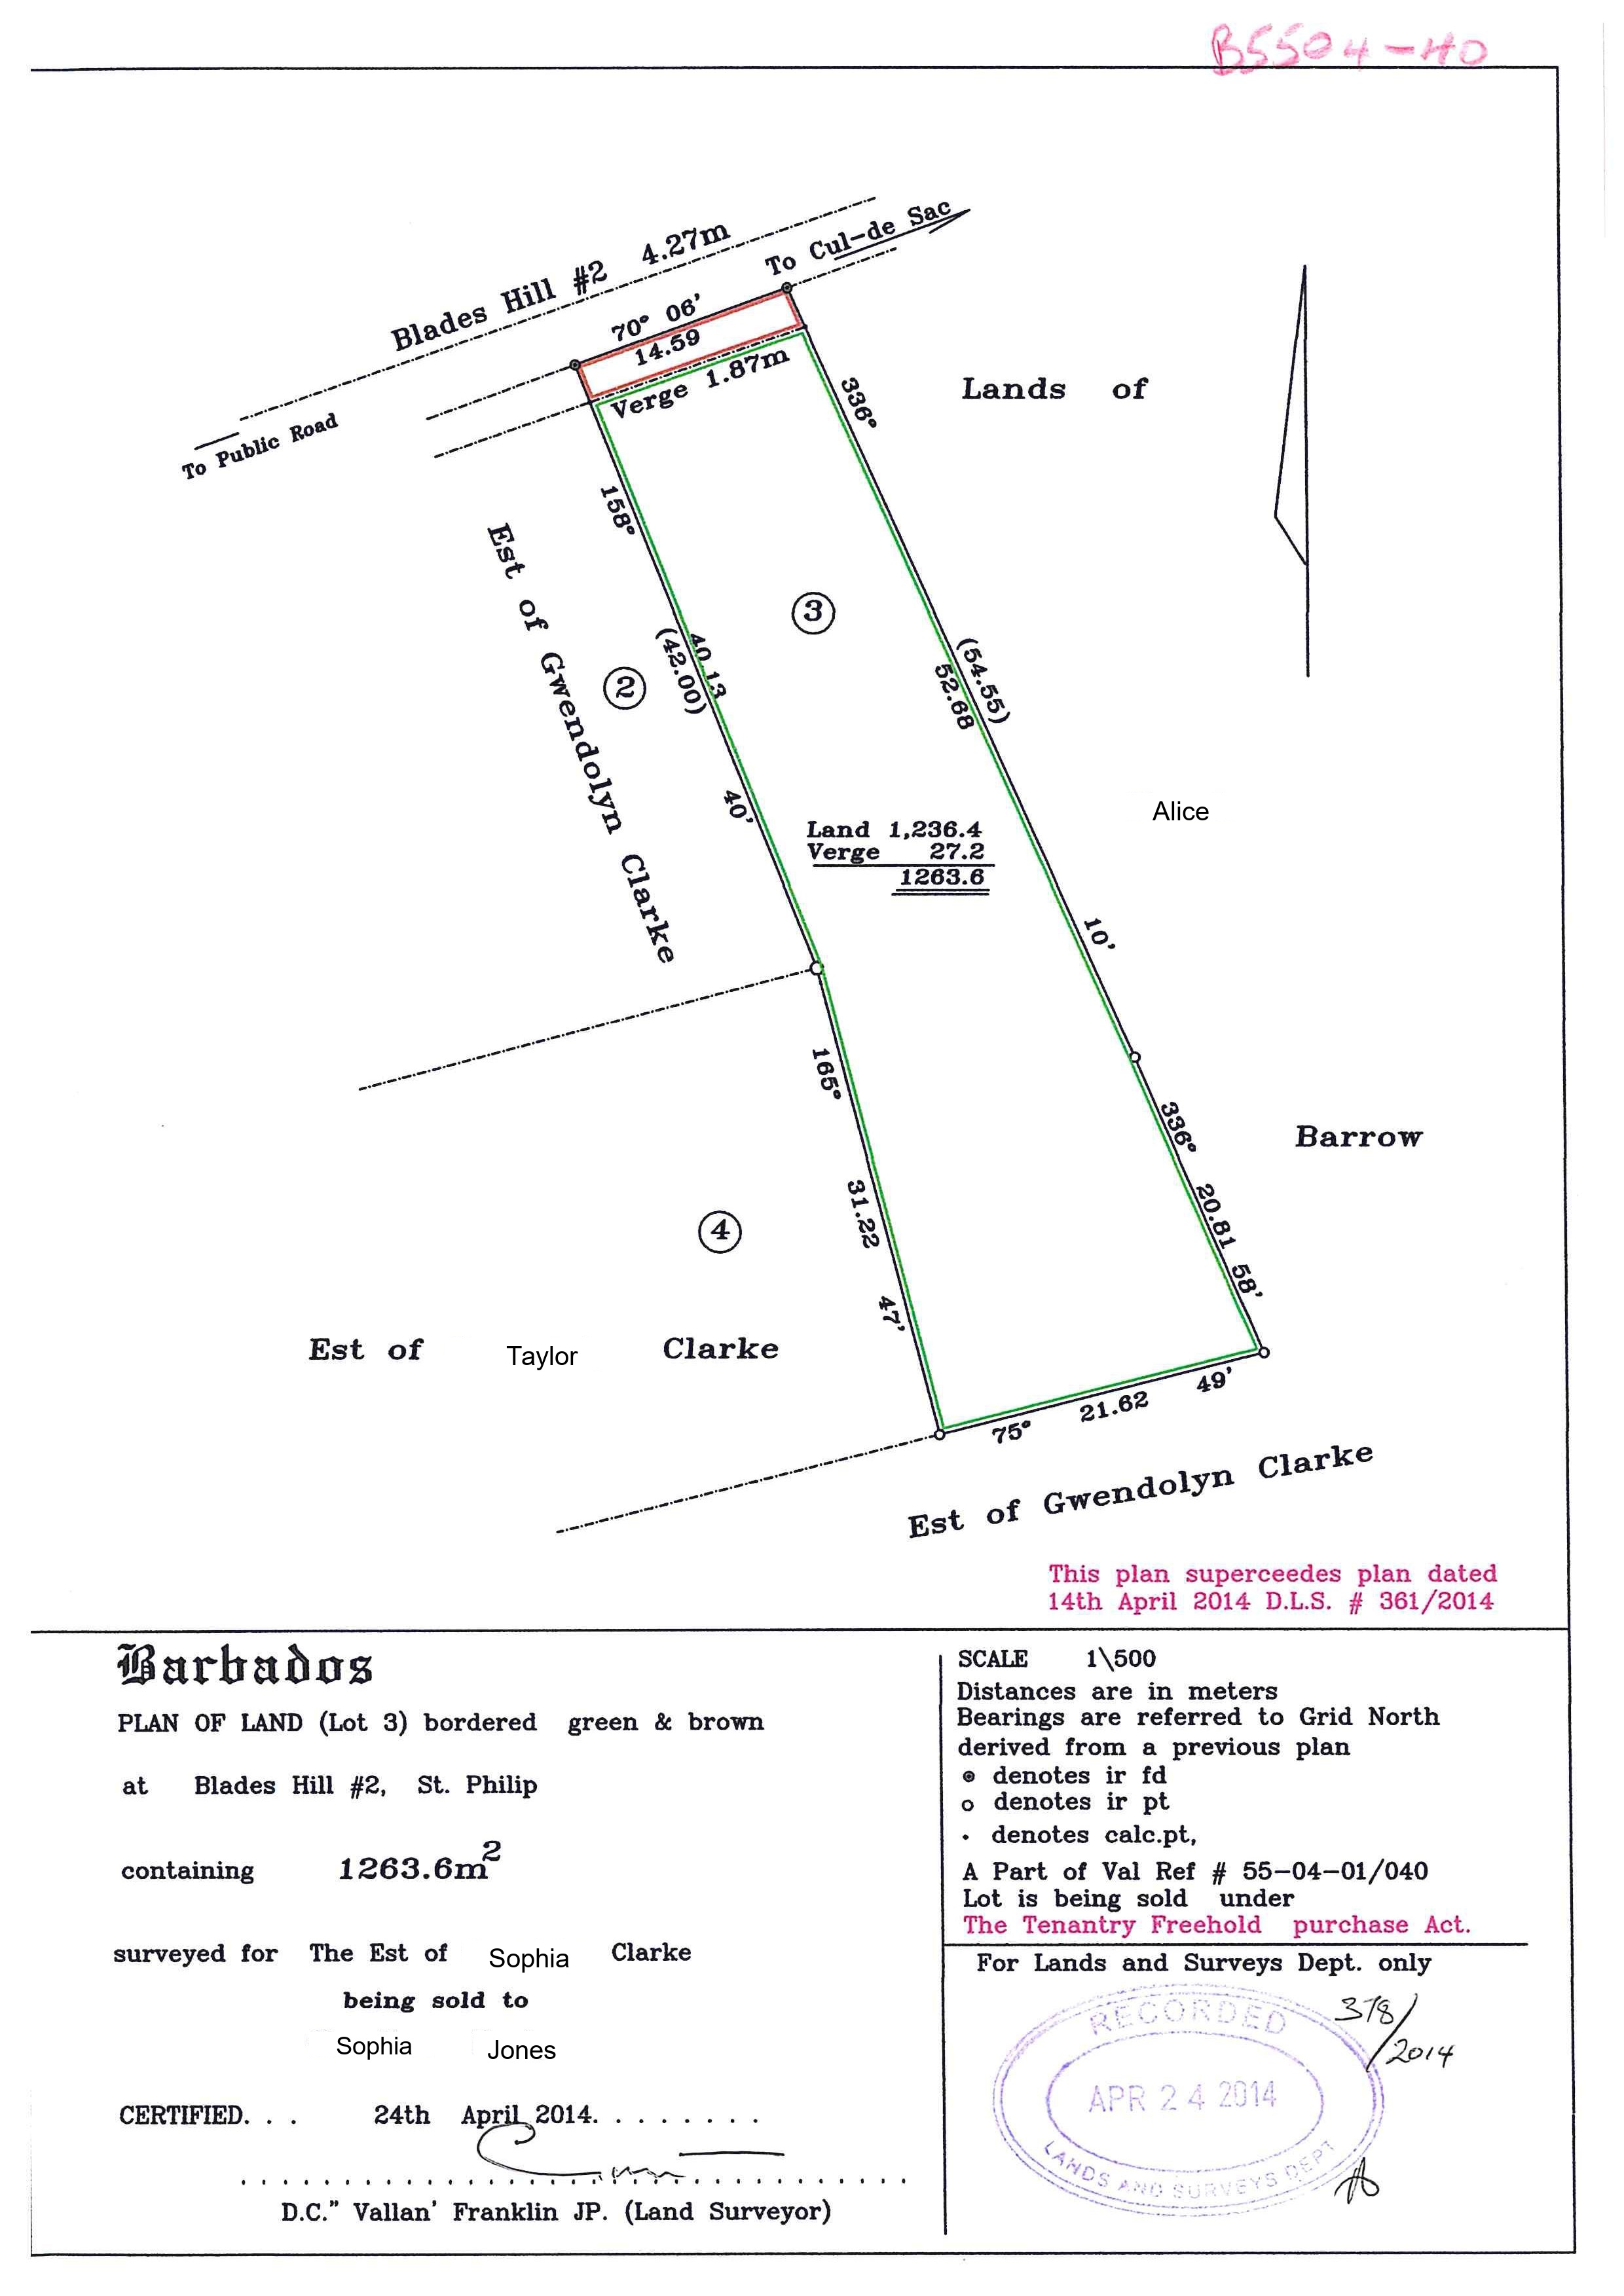 B5504-HO
Blades Hill #2 4.27m
To Cul-de Sac
70° 06'
14.59
Verge 1.87m
To Public Road
336°
Lands of
158°
Est of Gwendolyn Clarke
3
2
40.13
(42.00)
(54.55)
52.68
40'
Alice
Land 1,236.4
Verge 27.2
1263.6
10'
165°
336°
Barrow
31.22
20.81
4
58'
47'
Est of Taylor Clarke
49'
21.62
75°
Est of Gwendolyn Clarke
This plan superceedes plan dated
14th April 2014 D.L.S. # 361/2014
Barbados
PLAN OF LAND (Lot 3) bordered green & brown
at Blades Hill #2, St. Philip
containing 1263.6m²
surveyed for The Est of Sophia Clarke
being sold to
Sophia Jones
CERTIFIED. . . 24th April 2014. . . . . . . .
D.C." Vallan' Franklin JP. (Land Surveyor)
SCALE 1\500
Distances are in meters
Bearings are referred to Grid North
derived from a previous plan
denotes ir fd
denotes ir pt
denotes calc.pt,
A Part of Val Ref # 55-04-01/040
Lot is being sold under
The Tenantry Freehold purchase Act.
For Lands and Surveys Dept. only
378/2014
RECORDED
APR 24 2014
LANDS AND SURVEYS DEPT